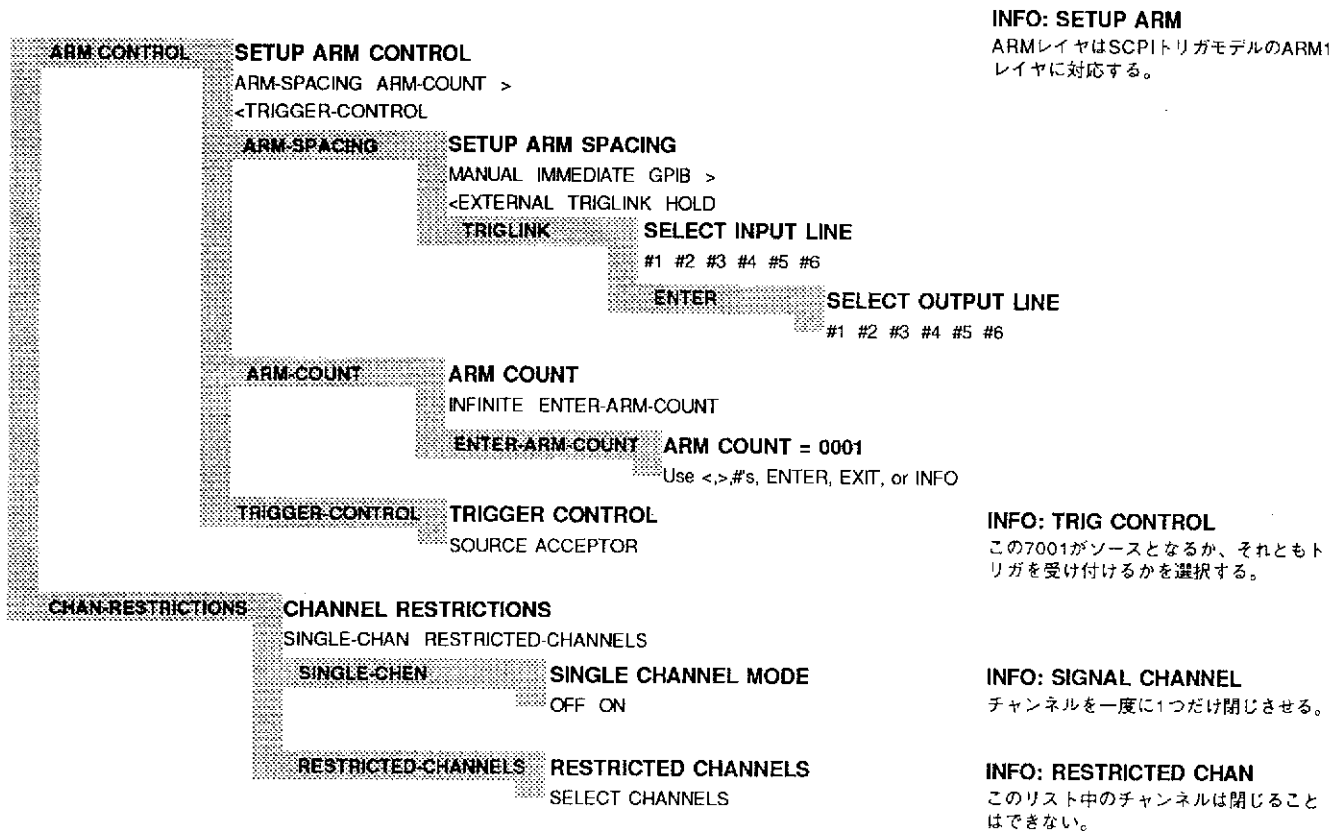 INFO: SETUP ARM
ARMレイヤはSCPIトリガモデルのARM1
レイヤに対応する。
ARM CONTROL
SETUP ARM CONTROL
ARM-SPACING ARM-COUNT >
<TRIGGER-CONTROL
ARM-SPACING
SETUP ARM SPACING
MANUAL IMMEDIATE GPIB >
<EXTERNAL TRIGLINK HOLD
TRIGLINK
SELECT INPUT LINE
#1 #2 #3 #4 #5 #6
ENTER
SELECT OUTPUT LINE
#1 #2 #3 #4 #5 #6
ARM-COUNT
ARM COUNT
INFINITE ENTER-ARM-COUNT
ENTER-ARM-COUNT
ARM COUNT = 0001
Use <,>,#'s, ENTER, EXIT, or INFO
TRIGGER-CONTROL
TRIGGER CONTROL
SOURCE ACCEPTOR
INFO: TRIG CONTROL
この7001がソースとなるか、それともト
リガを受け付けるかを選択する。
CHAN-RESTRICTIONS
CHANNEL RESTRICTIONS
SINGLE-CHAN RESTRICTED-CHANNELS
SINGLE-CHEN
SINGLE CHANNEL MODE
OFF ON
INFO: SIGNAL CHANNEL
チャンネルを一度に1つだけ閉じさせる。
RESTRICTED-CHANNELS
RESTRICTED CHANNELS
SELECT CHANNELS
INFO: RESTRICTED CHAN
このリスト中のチャンネルは閉じること
はできない。